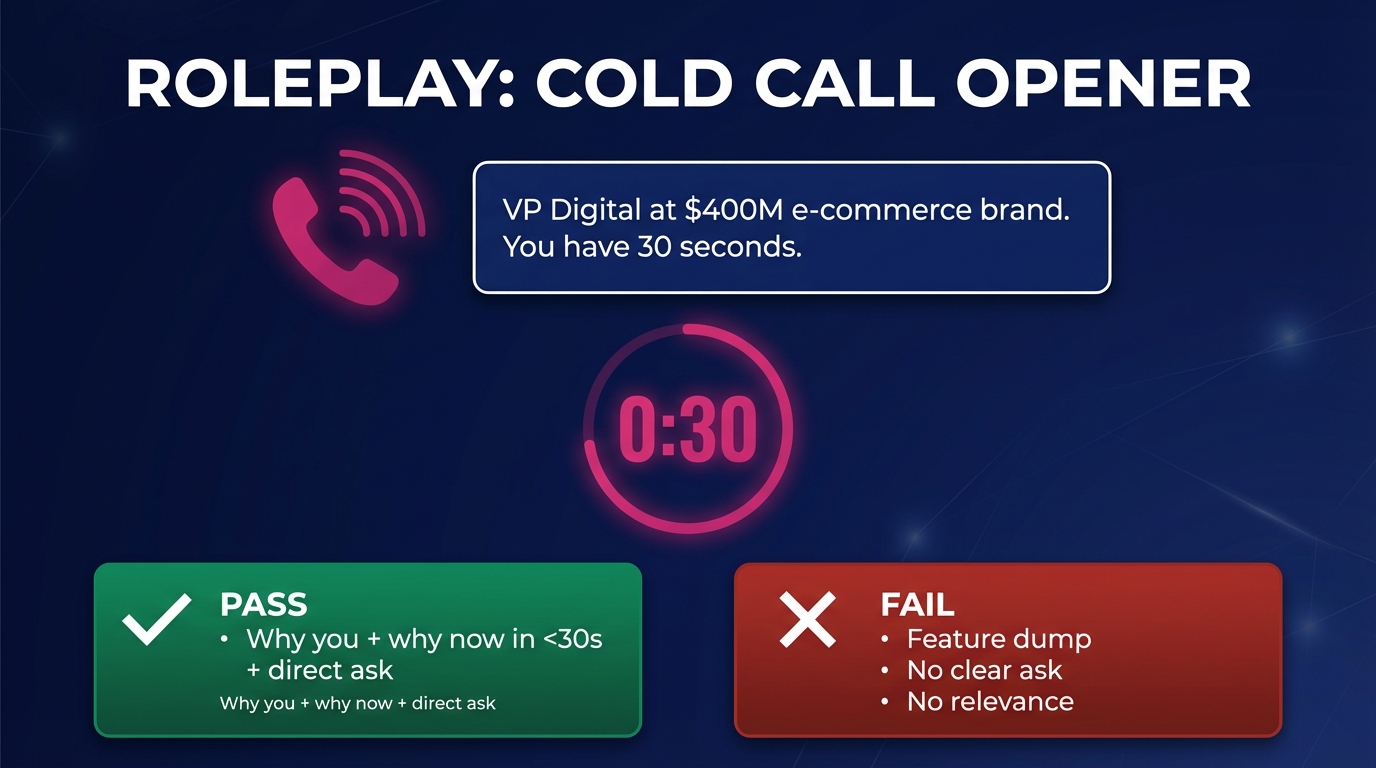 ROLEPLAY: COLD CALL OPENER
VP Digital at $400M e-commerce brand.
You have 30 seconds.
0:30
PASS
• Why you + why now in <30s
+ direct ask
Why you + why now + direct ask
FAIL
• Feature dump
• No clear ask
• No relevance